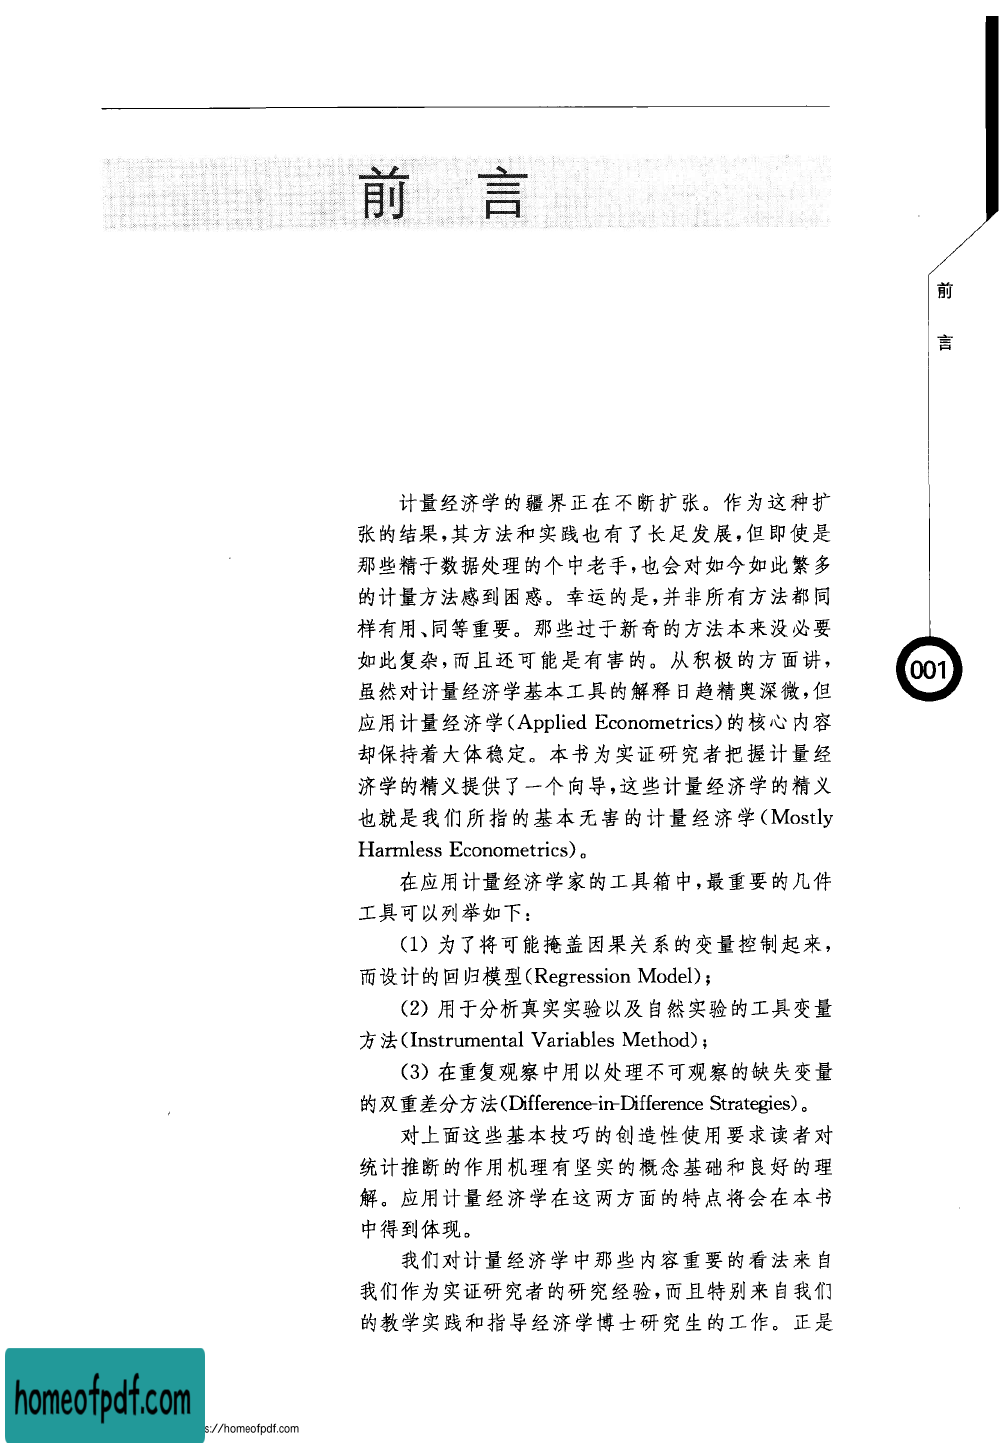 前 言
前
言
001
计量经济学的疆界正在不断扩张。作为这种扩
张的结果,其方法和实践也有了长足发展,但即使是
那些精于数据处理的个中老手,也会对如今如此繁多
的计量方法感到困惑。幸运的是,并非所有方法都同
样有用、同等重要。那些过于新奇的方法本来没必要
如此复杂,而且还可能是有害的。从积极的方面讲,
虽然对计量经济学基本工具的解释日趋精奥深微,但
应用计量经济学(Applied Econometrics)的核心内容
却保持着大体稳定。本书为实证研究者把握计量经
济学的精义提供了一个向导,这些计量经济学的精义
也就是我们所指的基本无害的计量经济学(Mostly
Harmless Econometrics)。
在应用计量经济学家的工具箱中,最重要的几件
工具可以列举如下:
(1) 为了将可能掩盖因果关系的变量控制起来,
而设计的回归模型(Regression Model);
(2) 用于分析真实实验以及自然实验的工具变量
方法(Instrumental Variables Method);
(3) 在重复观察中用以处理不可观察的缺失变量
的双重差分方法(Difference-in-Difference Strategies)。
对上面这些基本技巧的创造性使用要求读者对
统计推断的作用机理有坚实的概念基础和良好的理
解。应用计量经济学在这两方面的特点将会在本书
中得到体现。
我们对计量经济学中那些内容重要的看法来自
我们作为实证研究者的研究经验,而且特别来自我们
的教学实践和指导经济学博士研究生的工作。正是
homeofpdf.com
s://homeofpdf.com